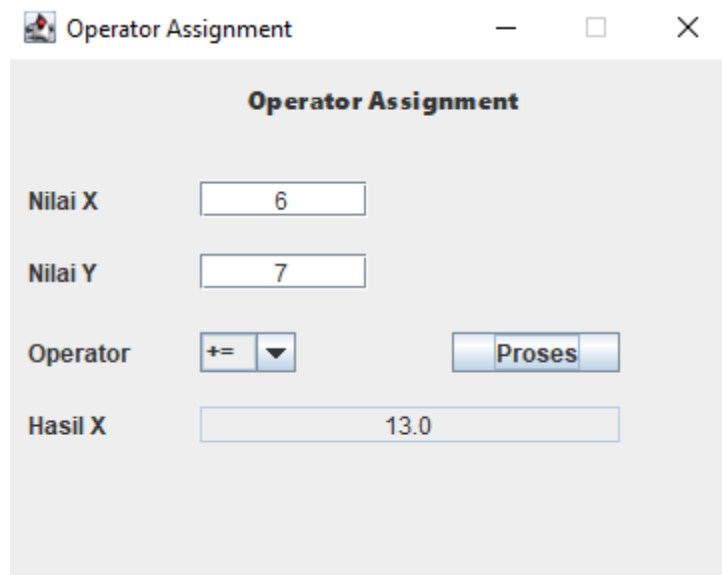 Operator Assignment
Operator Assignment
Nilai X 6
Nilai Y 7
Operator += Proses
Hasil X 13.0